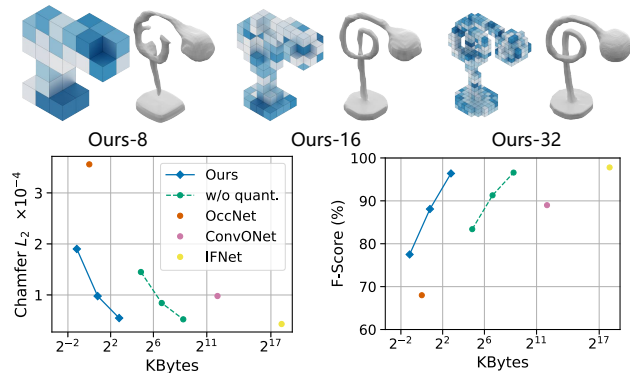 Ours-8 Ours-16 Ours-32
Chamfer L₂ ×10⁻⁴
3
2
1
Ours
w/o quant.
OccNet
ConvONet
IFNet
2⁻² 2² 2⁶ 2¹¹ 2¹⁷
KBytes
F-Score (%)
100
90
80
70
60
2⁻² 2² 2⁶ 2¹¹ 2¹⁷
KBytes